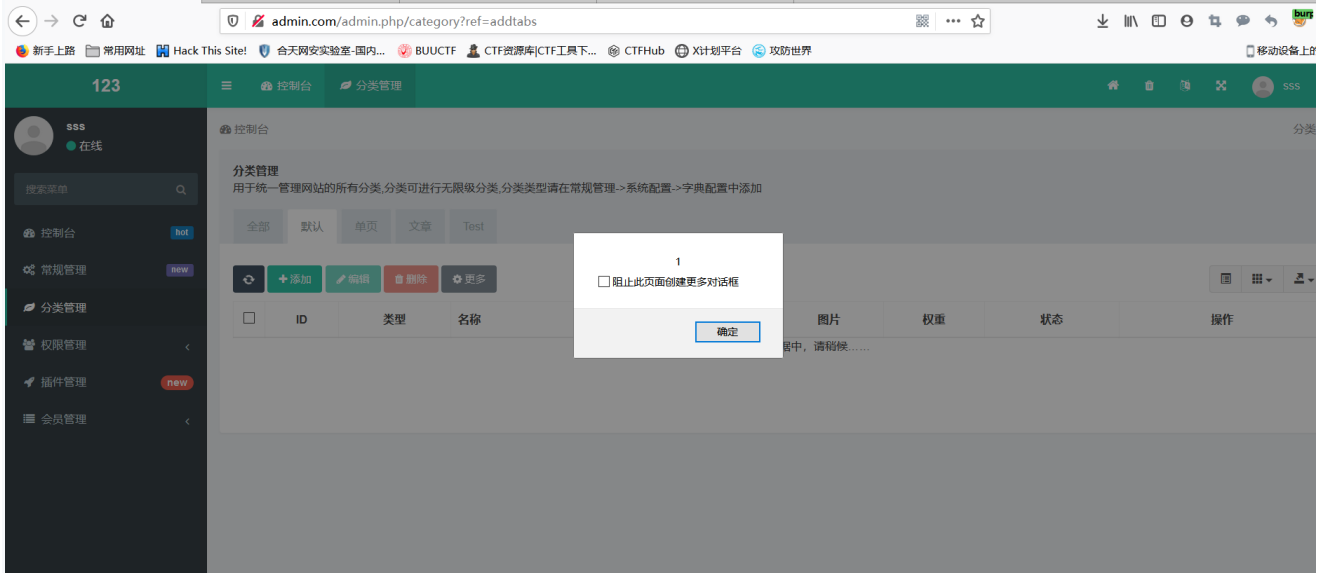 admin.com/admin.php/category?ref=addtabs
新手上路 常用网址 Hack This Site! 合天网安实验室-国内... BUUCTF CTF资源库|CTF工具下... CTFHub X计划平台 攻防世界 移动设备上的
123 控制台 分类管理 sss
sss
在线
搜索菜单
控制台 hot
常规管理 new
分类管理
权限管理
插件管理 new
会员管理
控制台 分类
分类管理
用于统一管理网站的所有分类,分类可进行无限级分类,分类类型请在常规管理->系统配置->字典配置中添加
全部 默认 单页 文章 Test
添加 编辑 删除 更多
ID 类型 名称 图片 权重 状态 操作
据中，请稍候……
1
阻止此页面创建更多对话框
确定